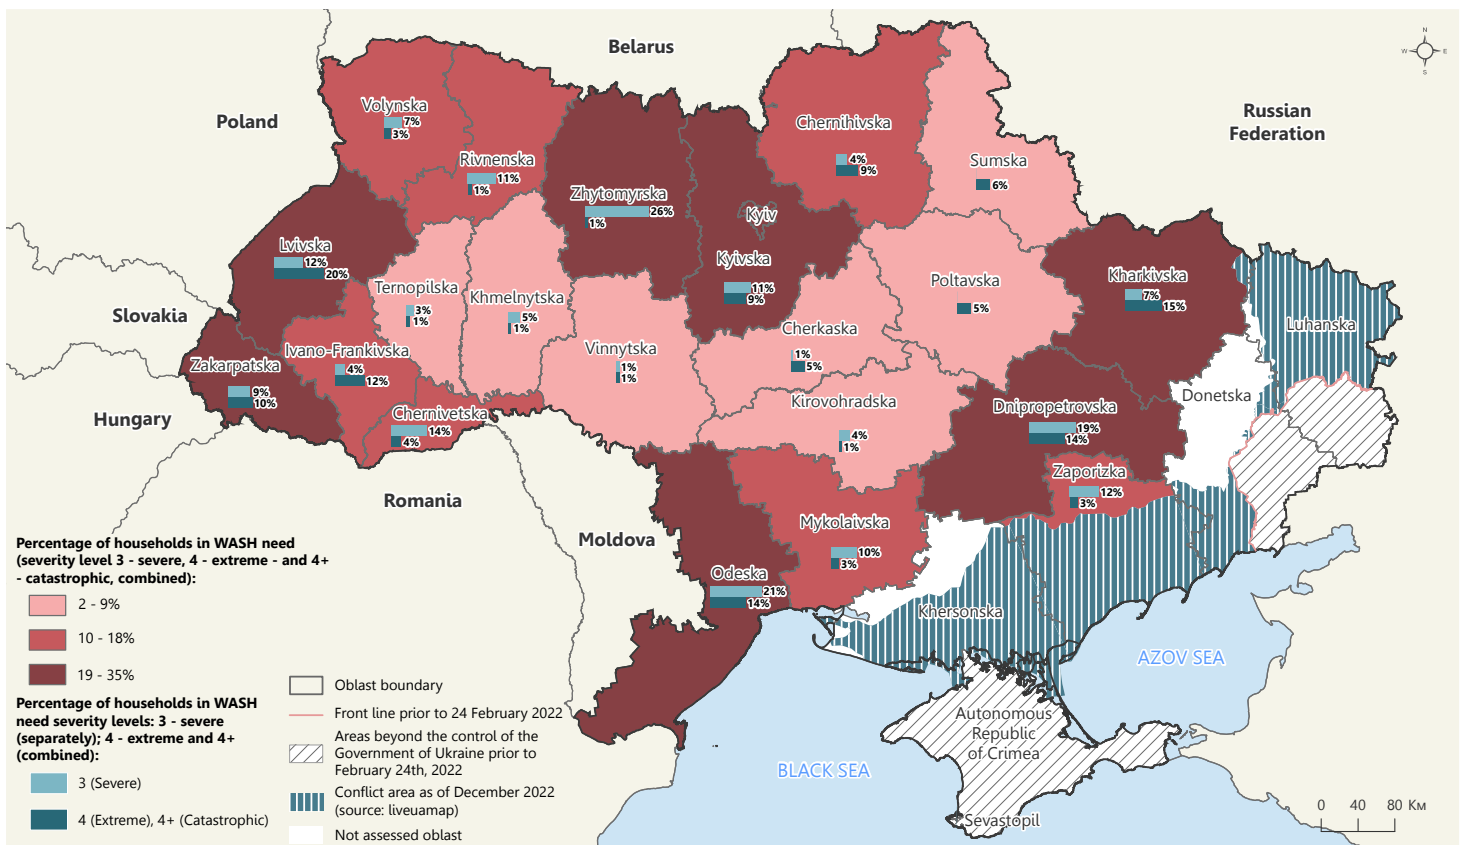 Belarus
Poland
Russian
Federation
Slovakia
Hungary
Romania
Moldova
N
W
E
S
Volynska
7%
3%
Rivnenska
11%
1%
Zhytomyrska
26%
1%
Kyiv
Kyivska
11%
9%
Chernihivska
4%
9%
Sumska
6%
Lvivska
12%
20%
Ternopilska
3%
1%
Khmelnytska
5%
1%
Vinnytska
1%
1%
Cherkaska
1%
5%
Poltavska
5%
Kharkivska
7%
15%
Luhanska
Zakarpatska
9%
10%
Ivano-Frankivska
4%
12%
Chernivetska
14%
4%
Kirovohradska
4%
1%
Dnipropetrovska
19%
14%
Donetska
Zaporizka
12%
3%
Mykolaivska
10%
3%
Odeska
21%
14%
Khersonska
AZOV SEA
BLACK SEA
Autonomous
Republic
of Crimea
Sevastopil
Percentage of households in WASH need
(severity level 3 - severe, 4 - extreme - and 4+
- catastrophic, combined):
2 - 9%
10 - 18%
19 - 35%
Percentage of households in WASH
need severity levels: 3 - severe
(separately); 4 - extreme and 4+
(combined):
3 (Severe)
4 (Extreme), 4+ (Catastrophic)
Oblast boundary
Front line prior to 24 February 2022
Areas beyond the control of the
Government of Ukraine prior to
February 24th, 2022
Conflict area as of December 2022
(source: liveuamap)
Not assessed oblast
0 40 80 Км